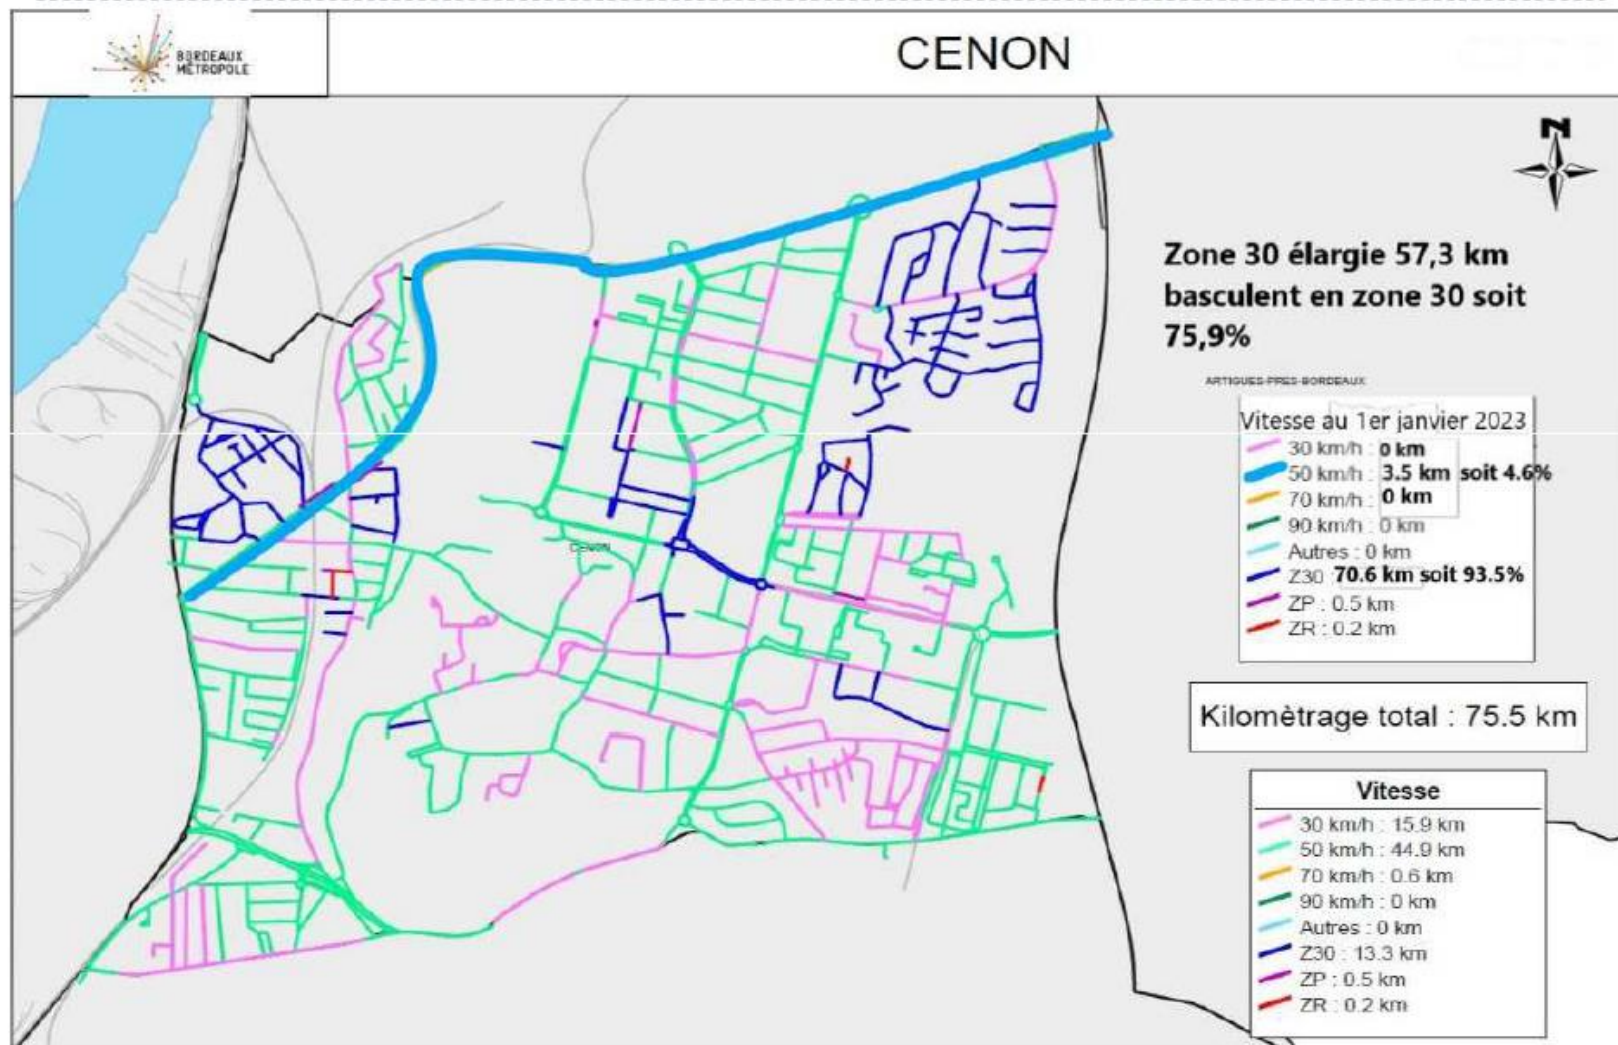 BORDEAUX
MÉTROPOLE
CENON
N
Zone 30 élargie 57,3 km
basculent en zone 30 soit
75,9%
ARTIGUES-PRES-BORDEAUX
Vitesse au 1er janvier 2023
30 km/h : 0 km
50 km/h : 3.5 km soit 4.6%
70 km/h : 0 km
90 km/h : 0 km
Autres : 0 km
Z30 70.6 km soit 93.5%
ZP : 0.5 km
ZR : 0.2 km
CENON
Kilomètrage total : 75.5 km
Vitesse
30 km/h : 15.9 km
50 km/h : 44.9 km
70 km/h : 0.6 km
90 km/h : 0 km
Autres : 0 km
Z30 : 13.3 km
ZP : 0.5 km
ZR : 0.2 km